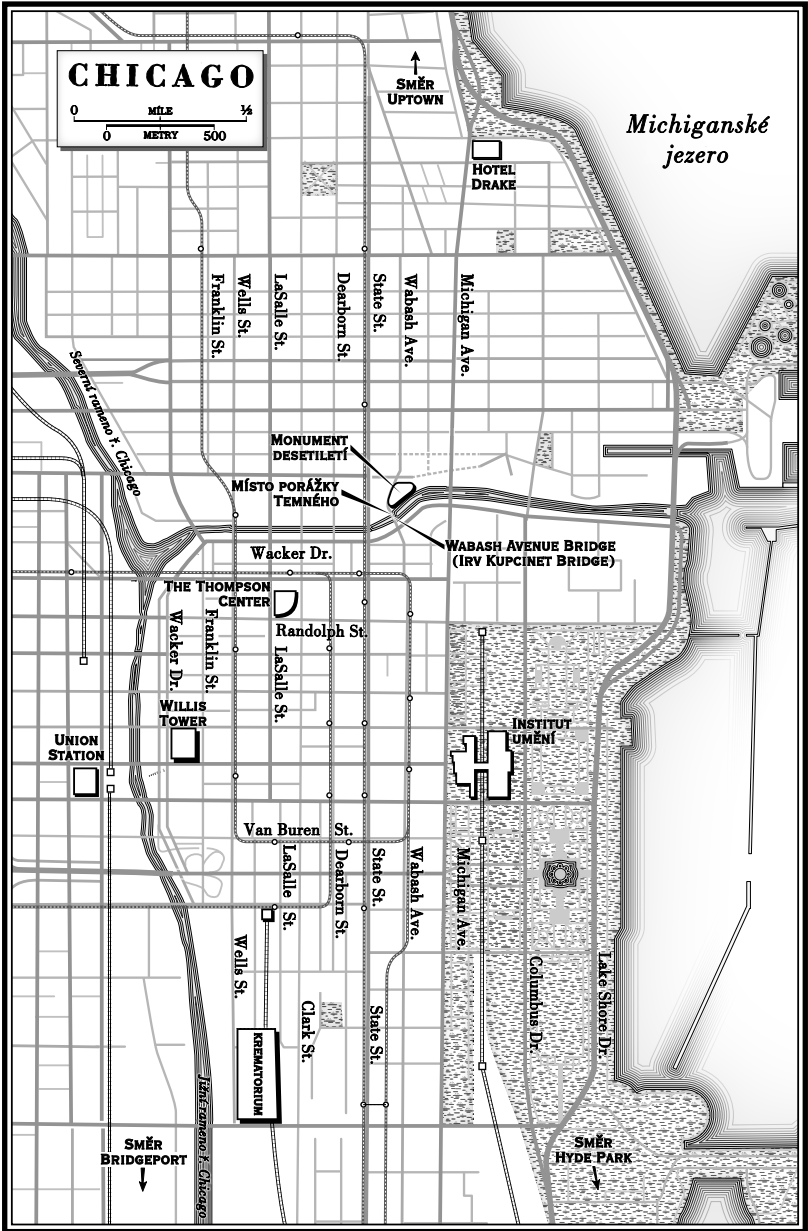 CHICAGO
0 MÍLE ½
0 METRY 500
SMĚR
UPTOWN
Michiganské
jezero
HOTEL
DRAKE
Franklin St.
Wells St.
LaSalle St.
Dearborn St.
State St.
Wabash Ave.
Michigan Ave.
Severní rameno ř. Chicago
MONUMENT
DESETILETÍ
MÍSTO PORÁŽKY
TEMNÉHO
WABASH AVENUE BRIDGE
(IRV KUPCINET BRIDGE)
Wacker Dr.
THE THOMPSON
CENTER
Randolph St.
Wacker Dr.
Franklin St.
LaSalle St.
WILLIS
TOWER
UNION
STATION
INSTITUT
UMĚNÍ
Van Buren St.
LaSalle St.
Dearborn St.
State St.
Wabash Ave.
Michigan Ave.
Wells St.
Columbus Dr.
Lake Shore Dr.
Clark St.
State St.
KREMATORIUM
Jižní rameno ř. Chicago
SMĚR
BRIDGEPORT
SMĚR
HYDE PARK